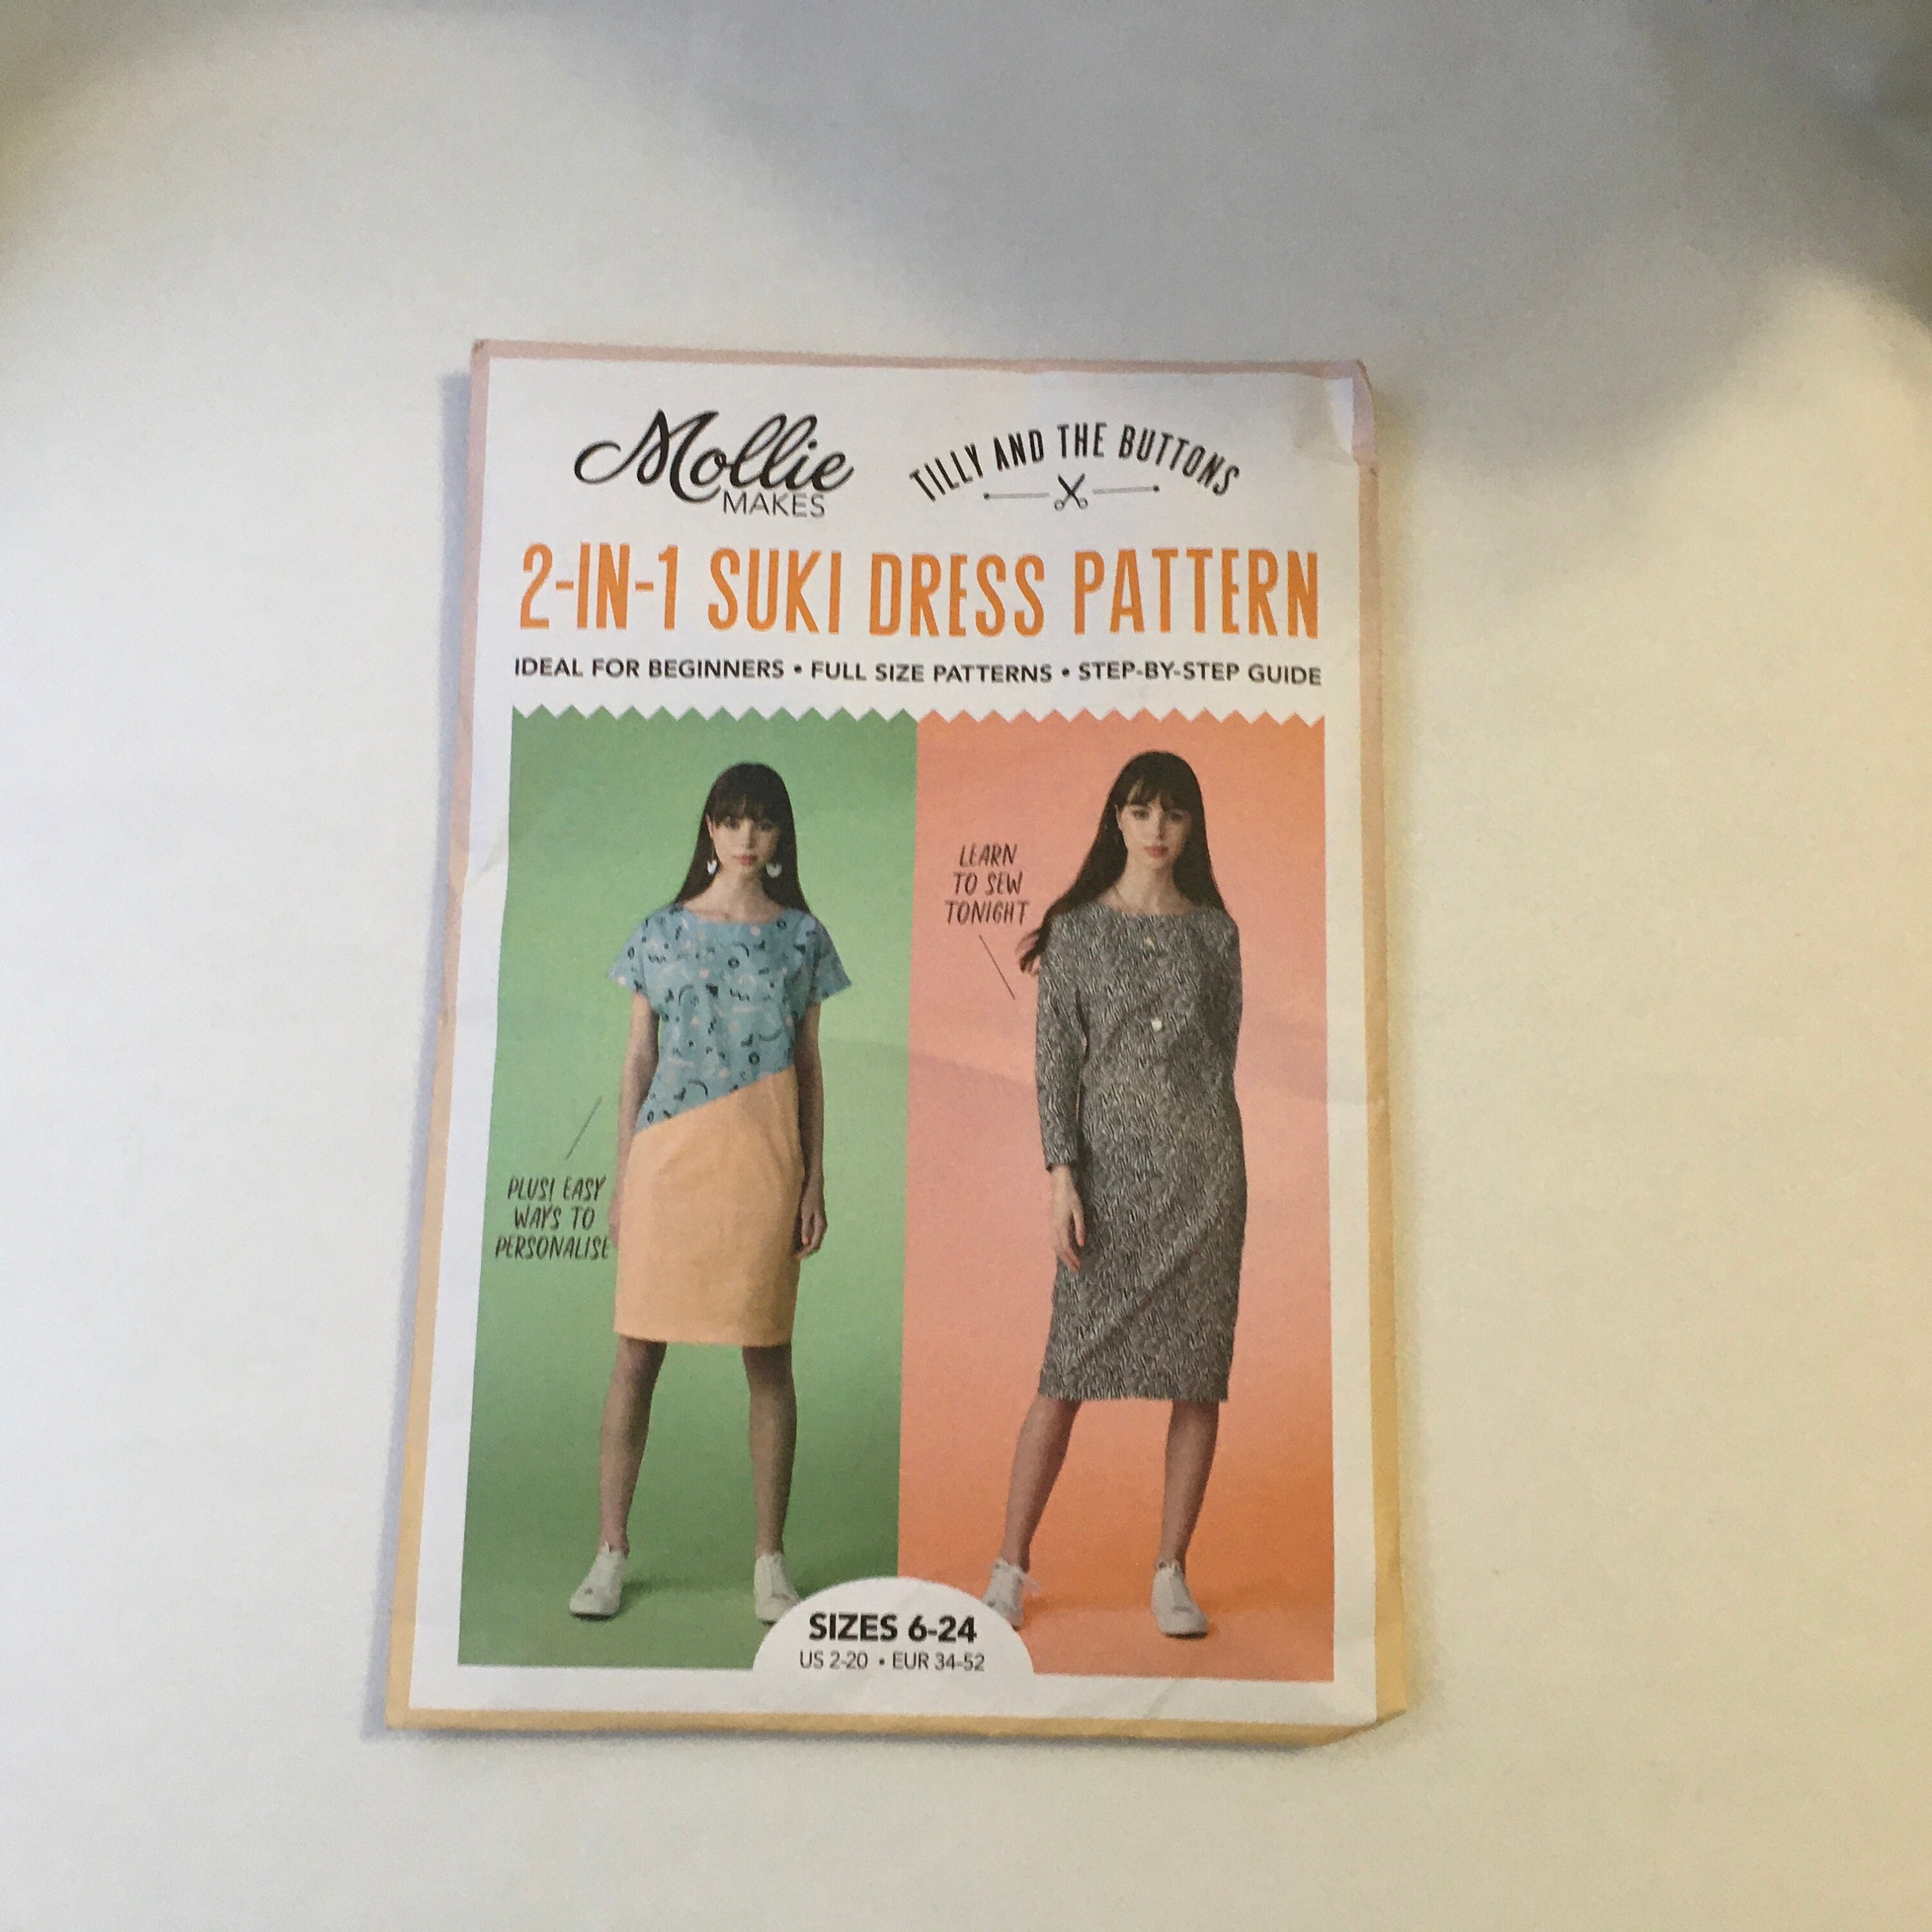 Mollie
MAKES
TILLY AND THE BUTTONS
2-IN-1 SUKI DRESS PATTERN
IDEAL FOR BEGINNERS • FULL SIZE PATTERNS • STEP-BY-STEP GUIDE
LEARN
TO SEW
TONIGHT
PLUS! EASY
WAYS TO
PERSONALISE
SIZES 6-24
US 2-20 • EUR 34-52